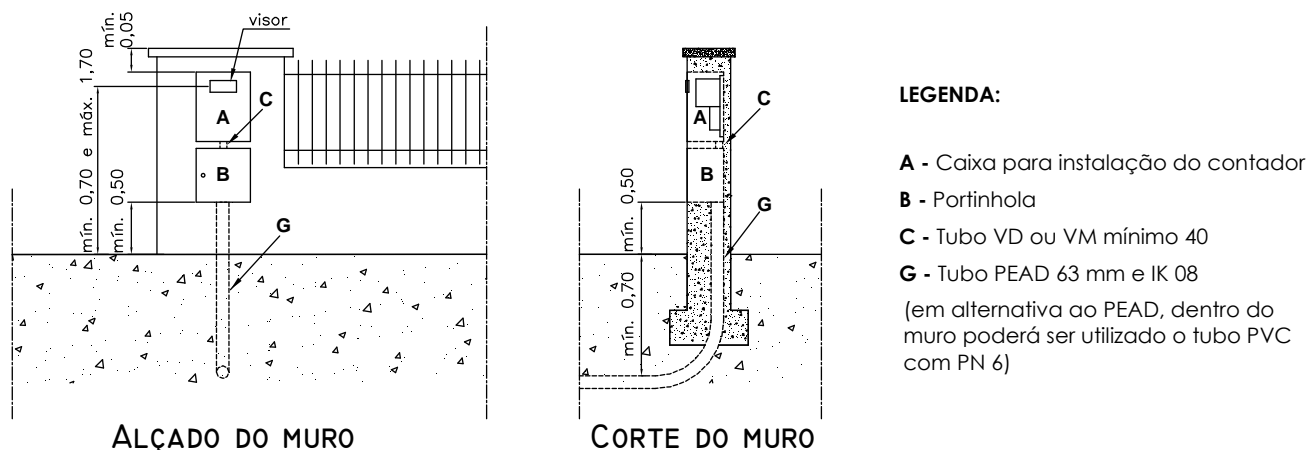 visor
mín.
0,05
mín. 0,70 e máx. 1,70
mín. 0,50
A
C
B
G
ALÇADO DO MURO
mín. 0,50
mín. 0,70
A
C
B
G
CORTE DO MURO
LEGENDA:
A - Caixa para instalação do contador
B - Portinhola
C - Tubo VD ou VM mínimo 40
G - Tubo PEAD 63 mm e IK 08
(em alternativa ao PEAD, dentro do
muro poderá ser utilizado o tubo PVC
com PN 6)